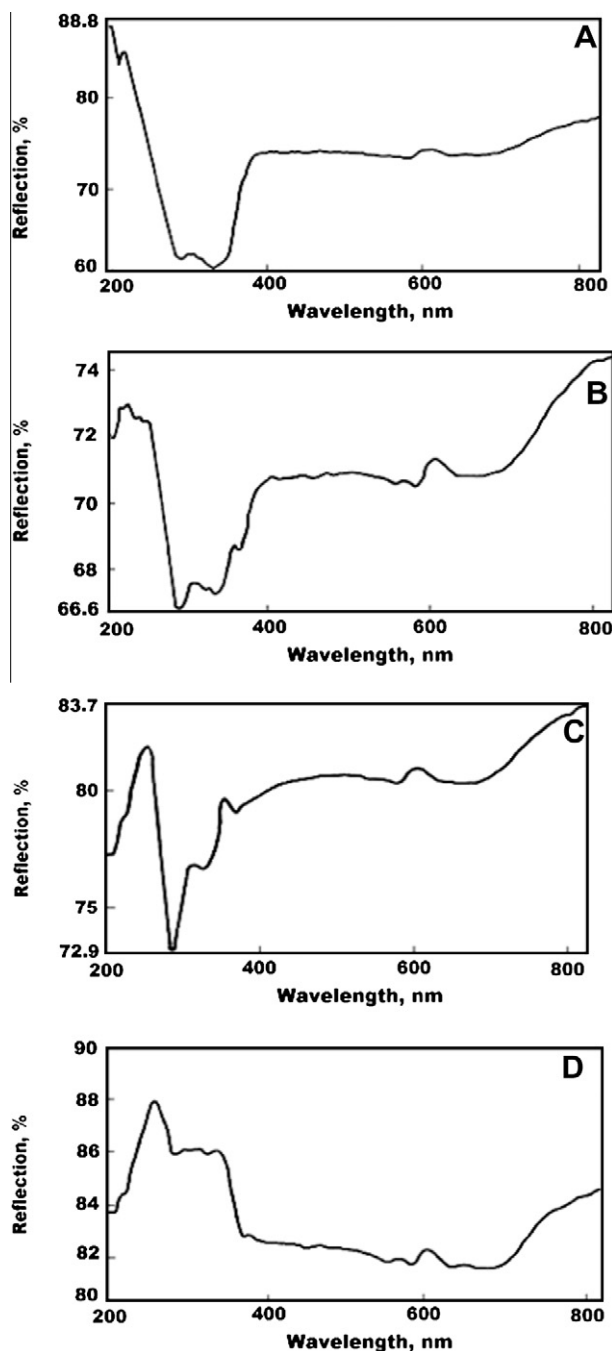 88.8
A
80
70
60
Reflection, %
200 400 600 800
Wavelength, nm
B
74
72
70
68
66.6
Reflection, %
200 400 600 800
Wavelength, nm
83.7
C
80
75
72.9
Reflection, %
200 400 600 800
Wavelength, nm
90
D
88
86
84
82
80
Reflection, %
200 400 600 800
Wavelength, nm